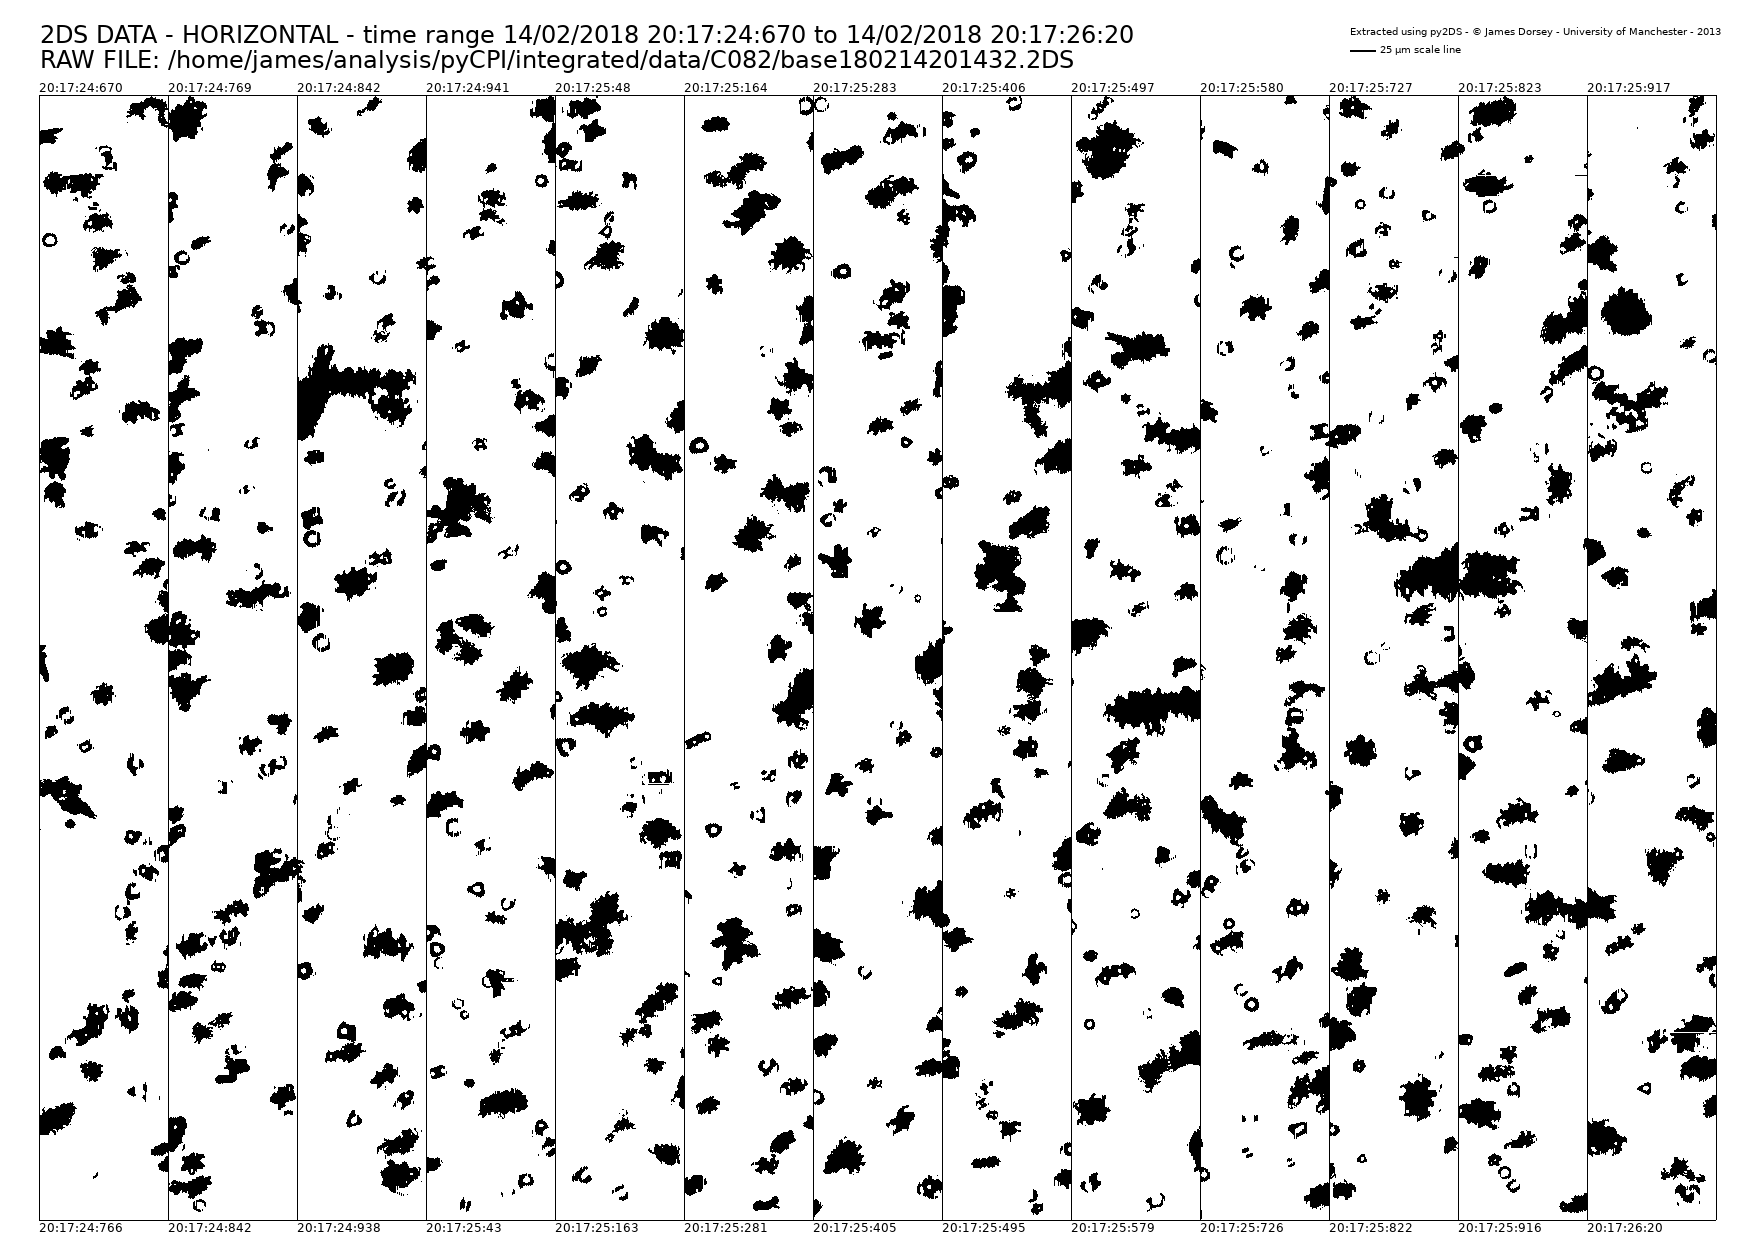 2DS DATA - HORIZONTAL - time range 14/02/2018 20:17:24:670 to 14/02/2018 20:17:26:20
RAW FILE: /home/james/analysis/pyCPI/integrated/data/C082/base180214201432.2DS
Extracted using py2DS - © James Dorsey - University of Manchester - 2013
25 µm scale line
20:17:24:670 20:17:24:769 20:17:24:842 20:17:24:941 20:17:25:48 20:17:25:164 20:17:25:283 20:17:25:406 20:17:25:497 20:17:25:580 20:17:25:727 20:17:25:823 20:17:25:917
20:17:24:766 20:17:24:842 20:17:24:938 20:17:25:43 20:17:25:163 20:17:25:281 20:17:25:405 20:17:25:495 20:17:25:579 20:17:25:726 20:17:25:822 20:17:25:916 20:17:26:20